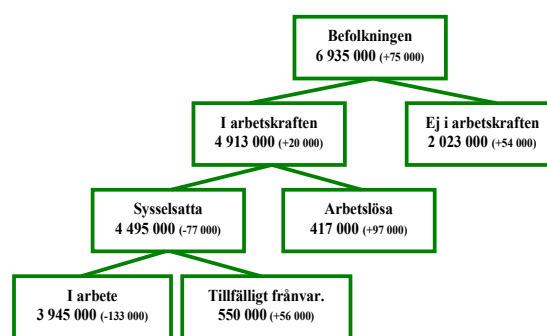 Befolkningen
6 935 000 (+75 000)
I arbetskraften
4 913 000 (+20 000)
Ej i arbetskraften
2 023 000 (+54 000)
Sysselsatta
4 495 000 (-77 000)
Arbetslösa
417 000 (+97 000)
I arbete
3 945 000 (-133 000)
Tillfälligt frånvar.
550 000 (+56 000)